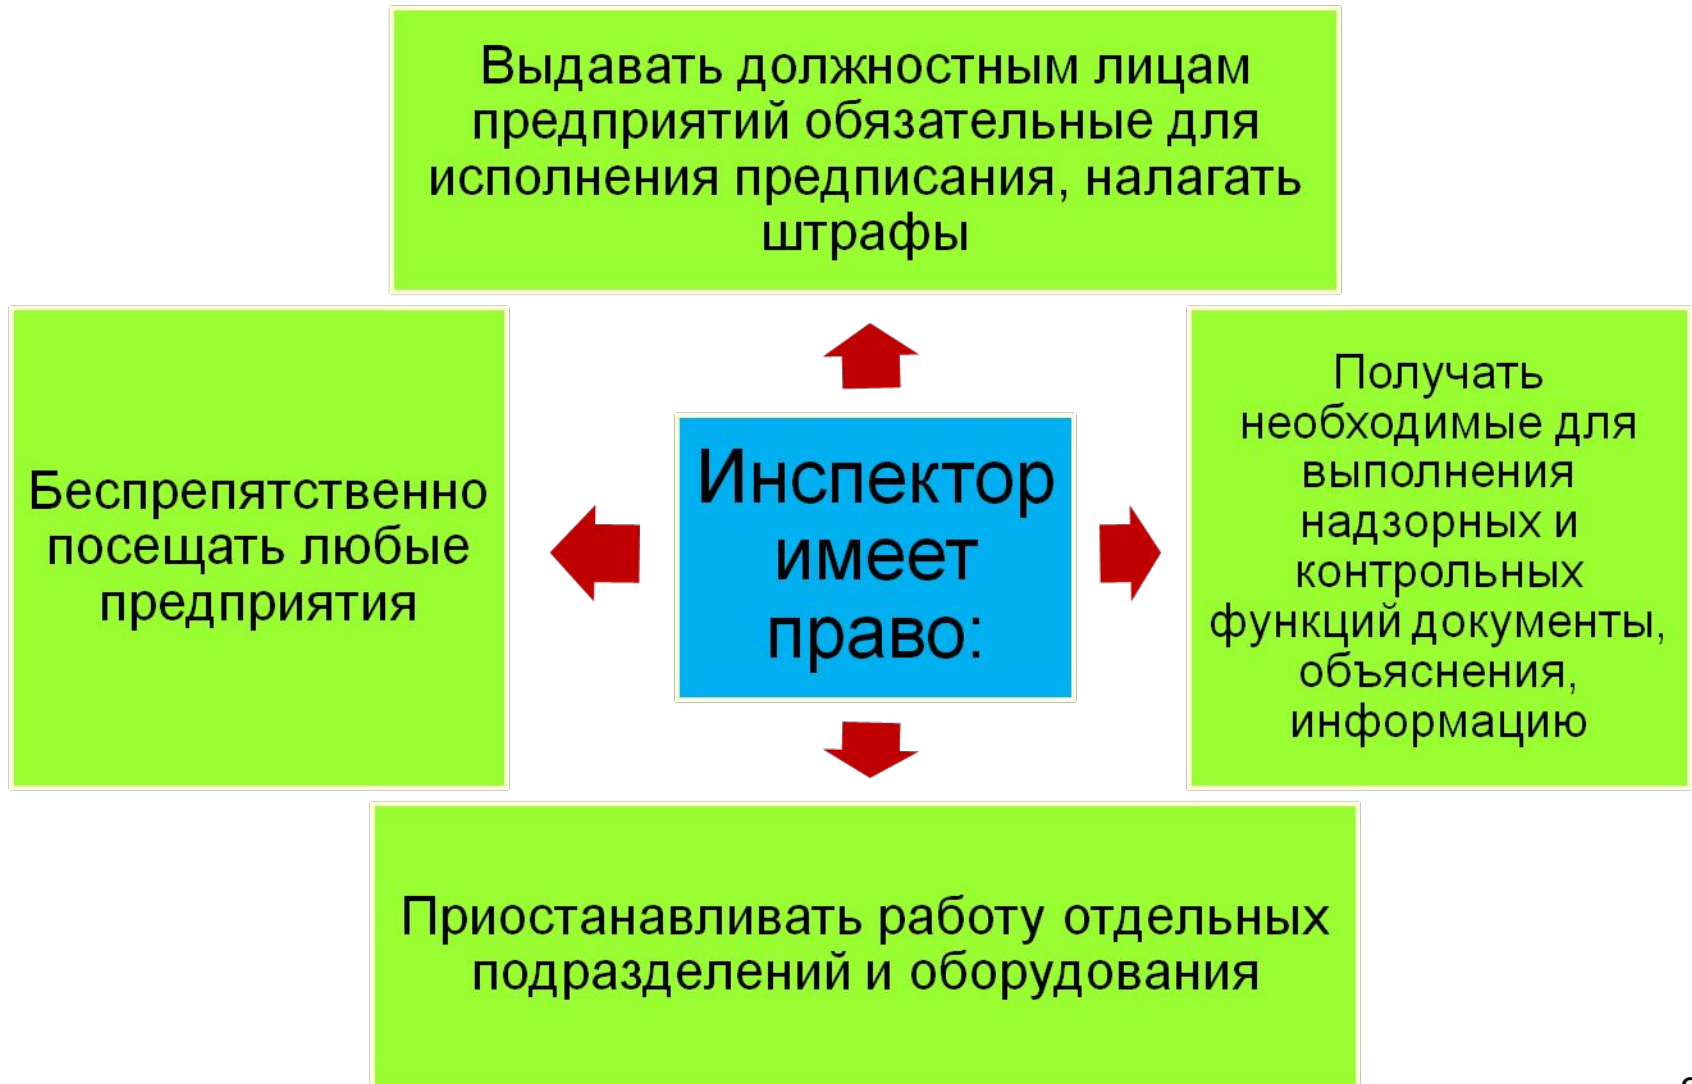 Выдавать должностным лицам
предприятий обязательные для
исполнения предписания, налагать
штрафы
Беспрепятственно
посещать любые
предприятия
Инспектор
имеет
право:
Получать
необходимые для
выполнения
надзорных и
контрольных
функций документы,
объяснения,
информацию
Приостанавливать работу отдельных
подразделений и оборудования